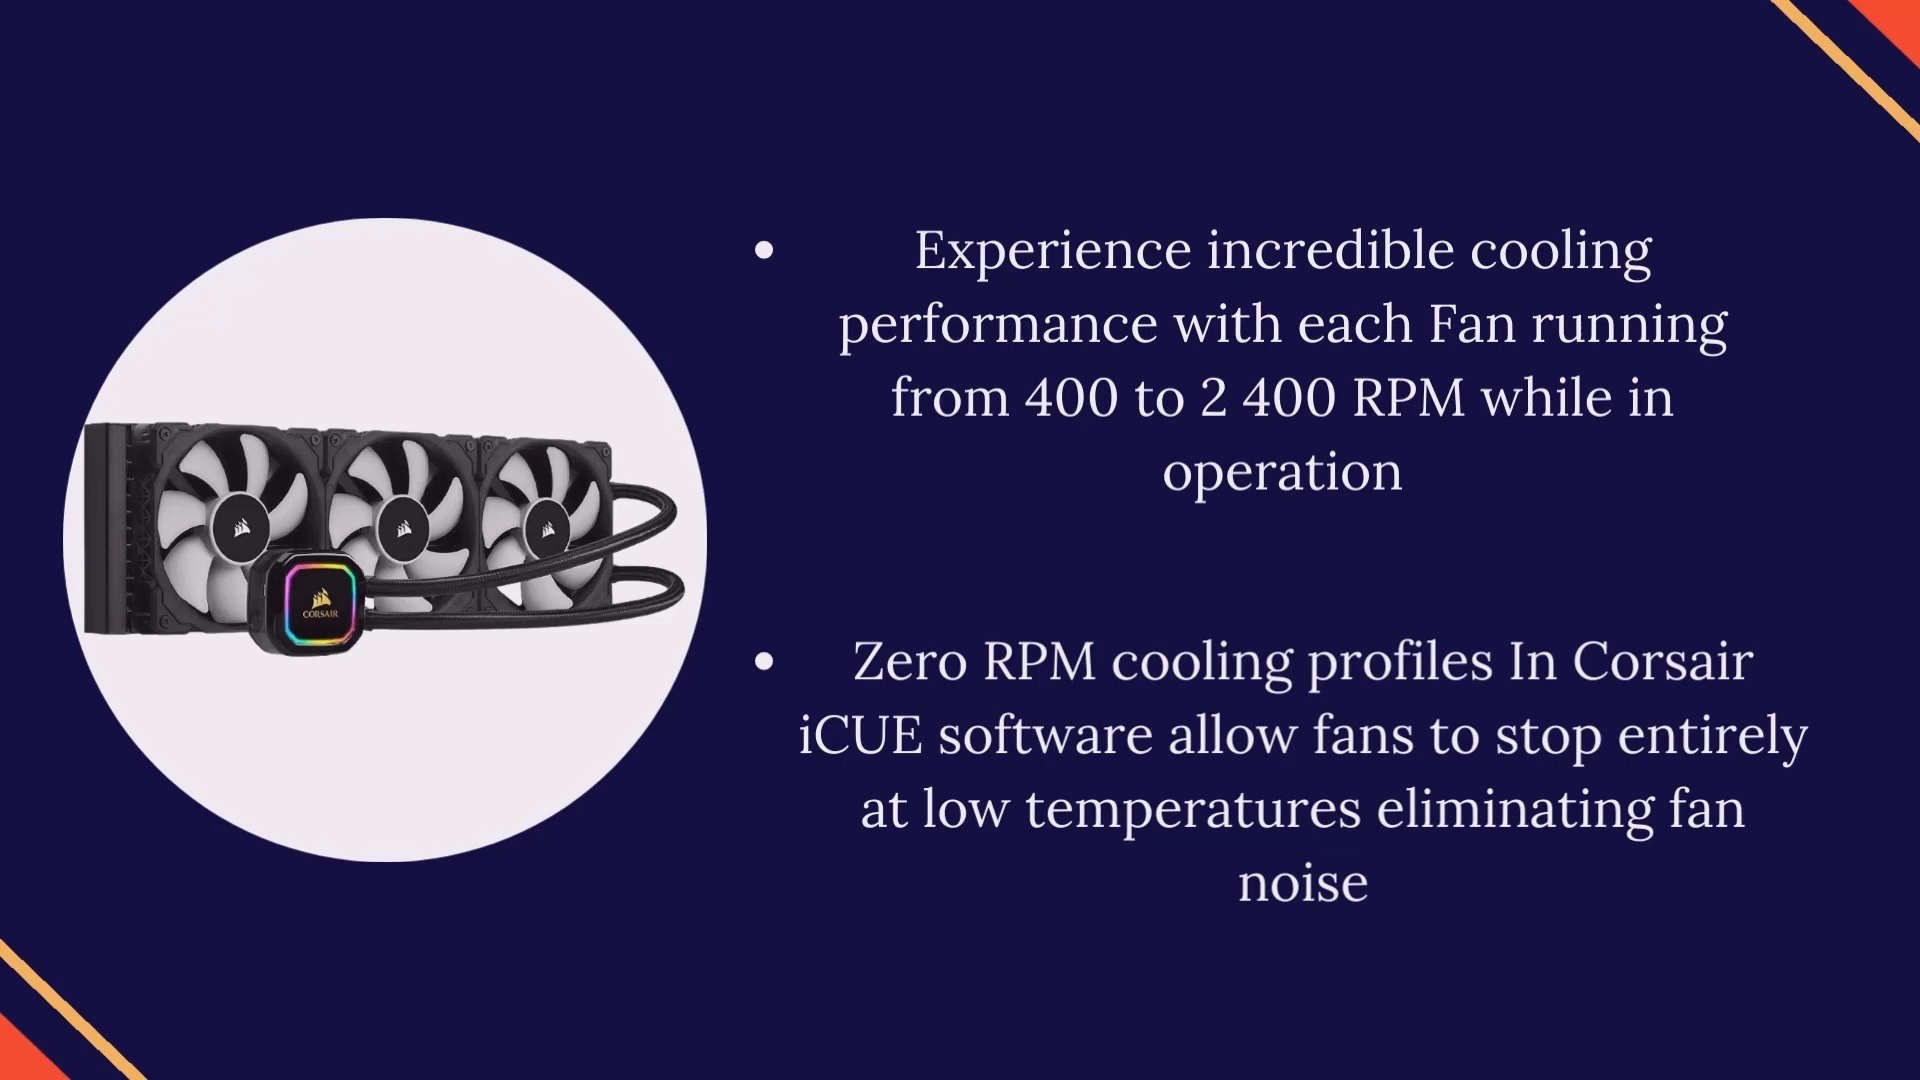 • Experience incredible cooling
performance with each Fan running
from 400 to 2 400 RPM while in
operation
• Zero RPM cooling profiles In Corsair
iCUE software allow fans to stop entirely
at low temperatures eliminating fan
noise
CORSAIR